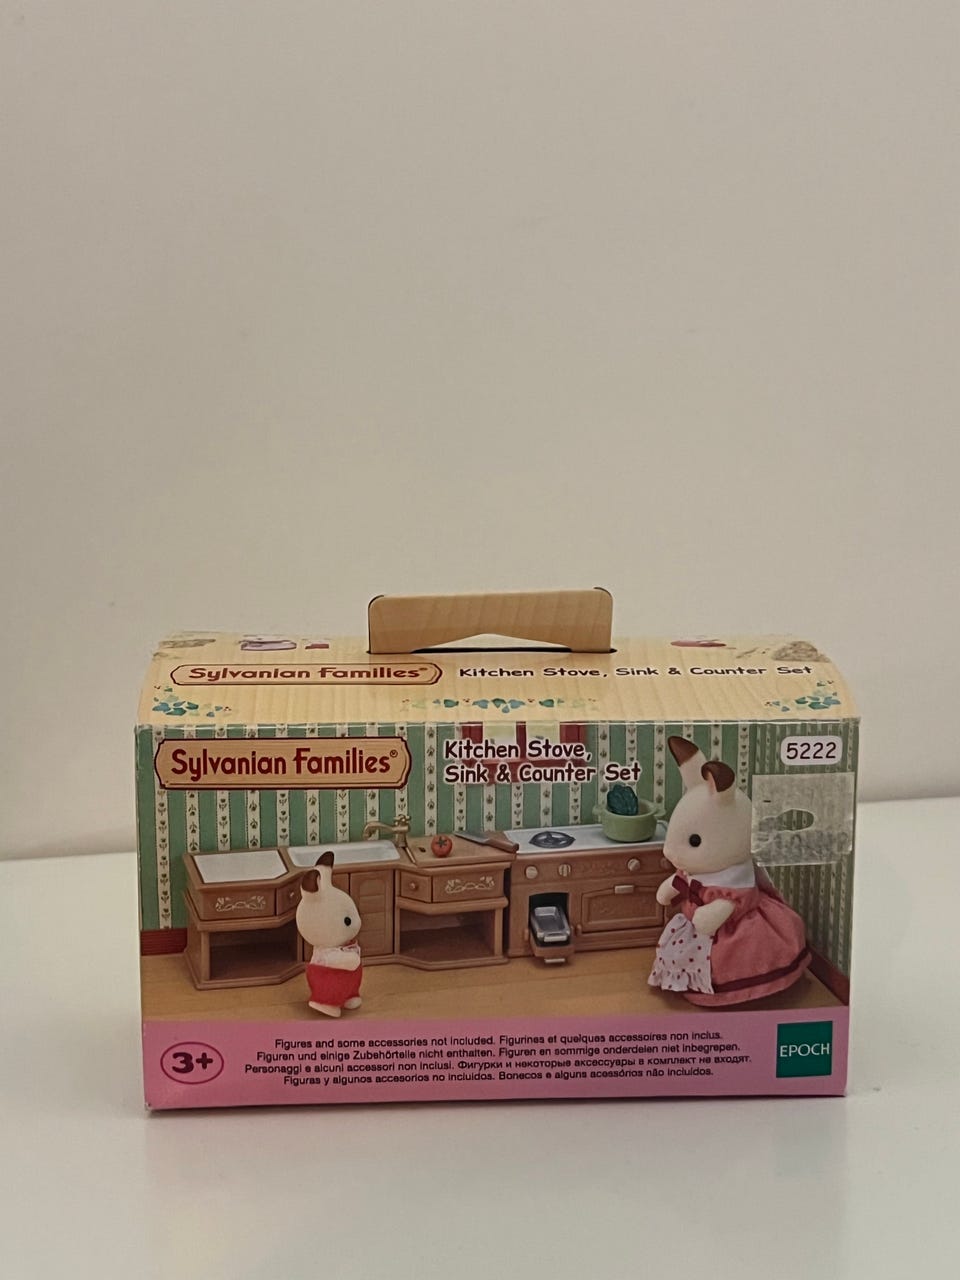 Sylvanian Families® Kitchen Stove, Sink & Counter Set
Sylvanian Families®
Kitchen Stove,
Sink & Counter Set
5222
3+
Figures and some accessories not included. Figurines et quelques accessoires non inclus.
Figuren und einige Zubehörteile nicht enthalten. Figuren en sommige onderdelen niet inbegrepen.
Personaggi e alcuni accessori non inclusi. Фигурки и некоторые аксессуары в комплект не входят.
Figuras y algunos accesorios no incluidos. Bonecos e alguns acessórios não incluídos.
EPOCH